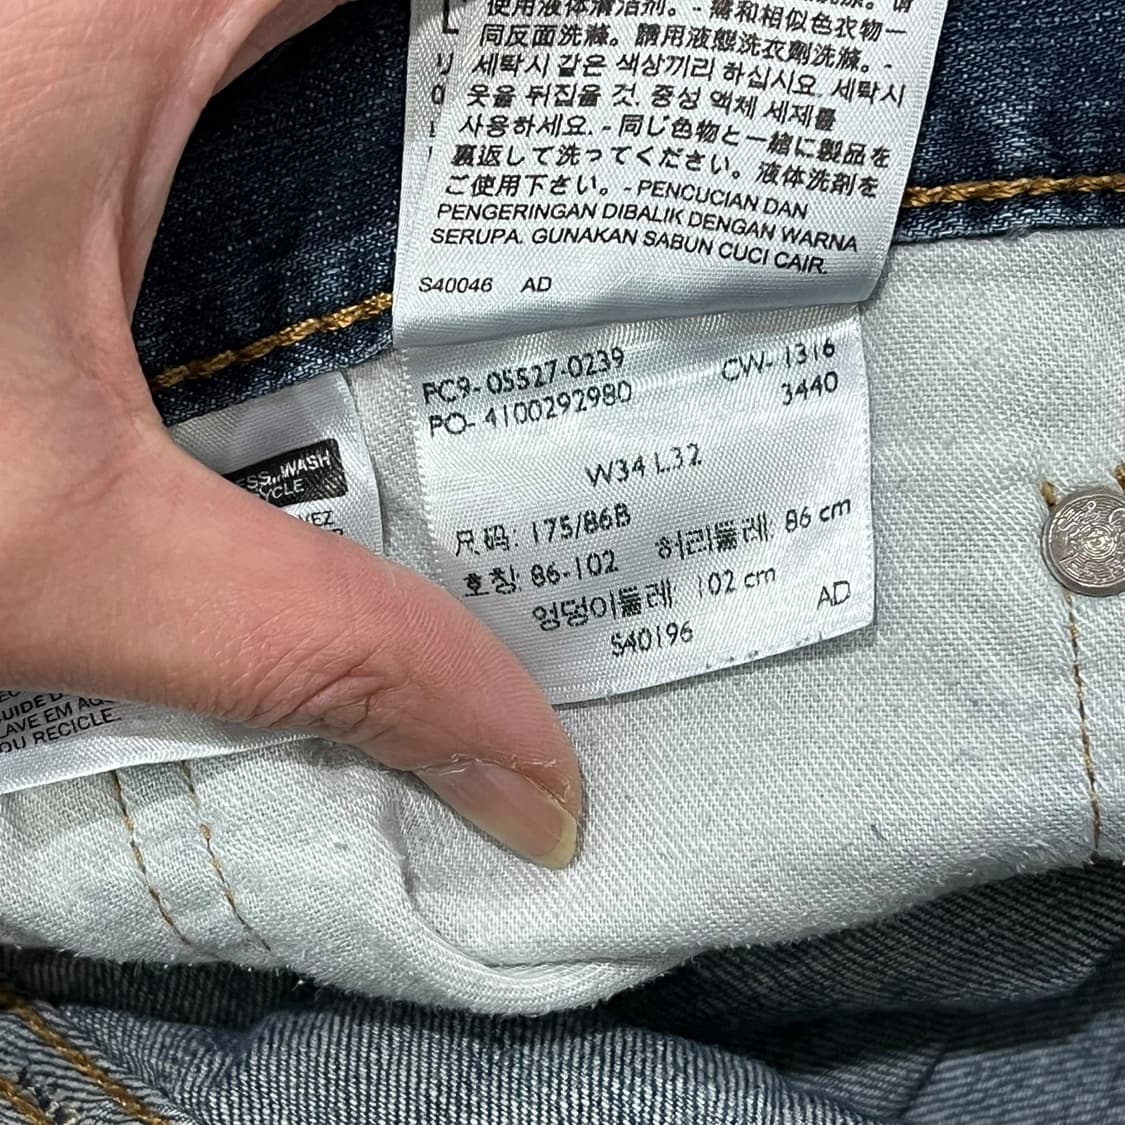 使用液体清洁剂。- 需和相似色衣物一
同反面洗滌。請用液態洗衣劑洗滌。-
세탁시 같은 색상끼리 하십시요. 세탁시
옷을 뒤집을 것. 중성 액체 세제를
사용하세요. - 同じ色物と一緒に製品を
裏返して洗ってください。液体洗剤を
ご使用下さい。- PENCUCIAN DAN
PENGERINGAN DIBALIK DENGAN WARNA
SERUPA. GUNAKAN SABUN CUCI CAIR.
S40046 AD
PC9- 05527-0239 CW- 1316
PO- 4100292980 3440
W34 L32
尺码: 175/86B
호칭: 86-102 허리둘레: 86 cm
엉덩이둘레 102 cm
AD
S40196
WASH
CYCLE
LAVE EM
RECICLE